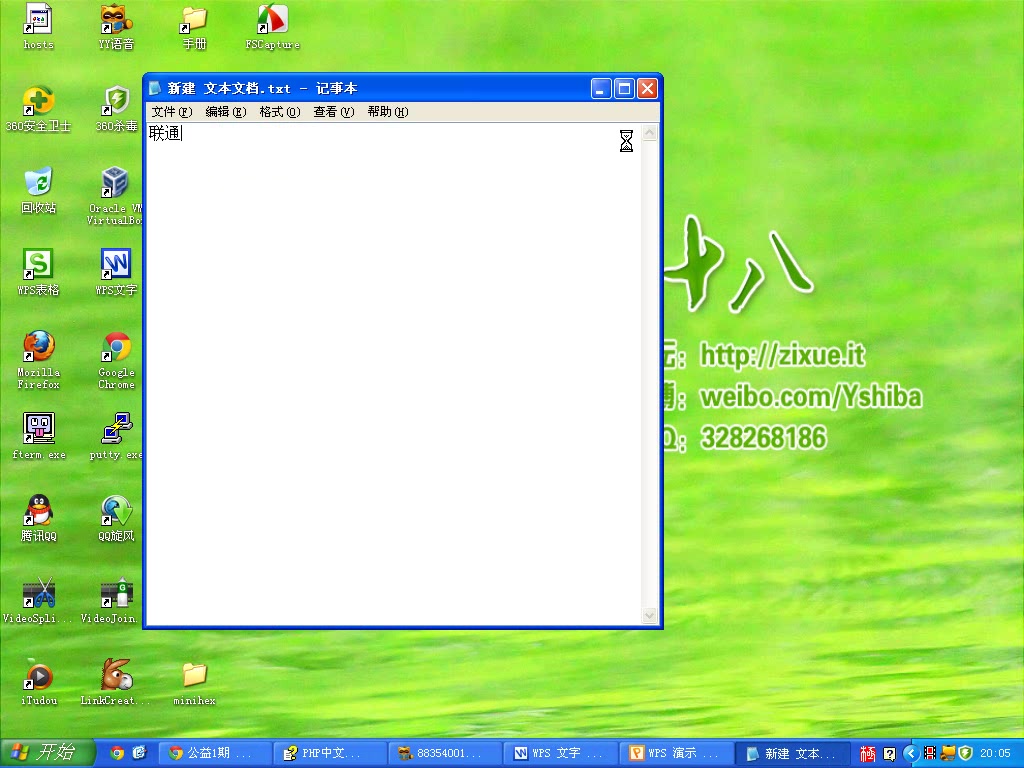 hosts
YY语音
手册
FSCapture
360安全卫士
360杀毒
回收站
Oracle VM
VirtualBox
WPS表格
WPS文字
Mozilla
Firefox
Google
Chrome
fterm.exe
putty.exe
腾讯QQ
QQ旋风
VideoSpli...
VideoJoin.
iTudou
LinkCreat...
minihex
新建 文本文档.txt - 记事本
文件(F) 编辑(E) 格式(O) 查看(V) 帮助(H)
联通
十八
http://zixue.it
weibo.com/Yshiba
Q: 328268186
开始
公益1期 ...
PHP中文...
88354001...
WPS 文字 ...
WPS 演示 ...
新建 文本...
20:05